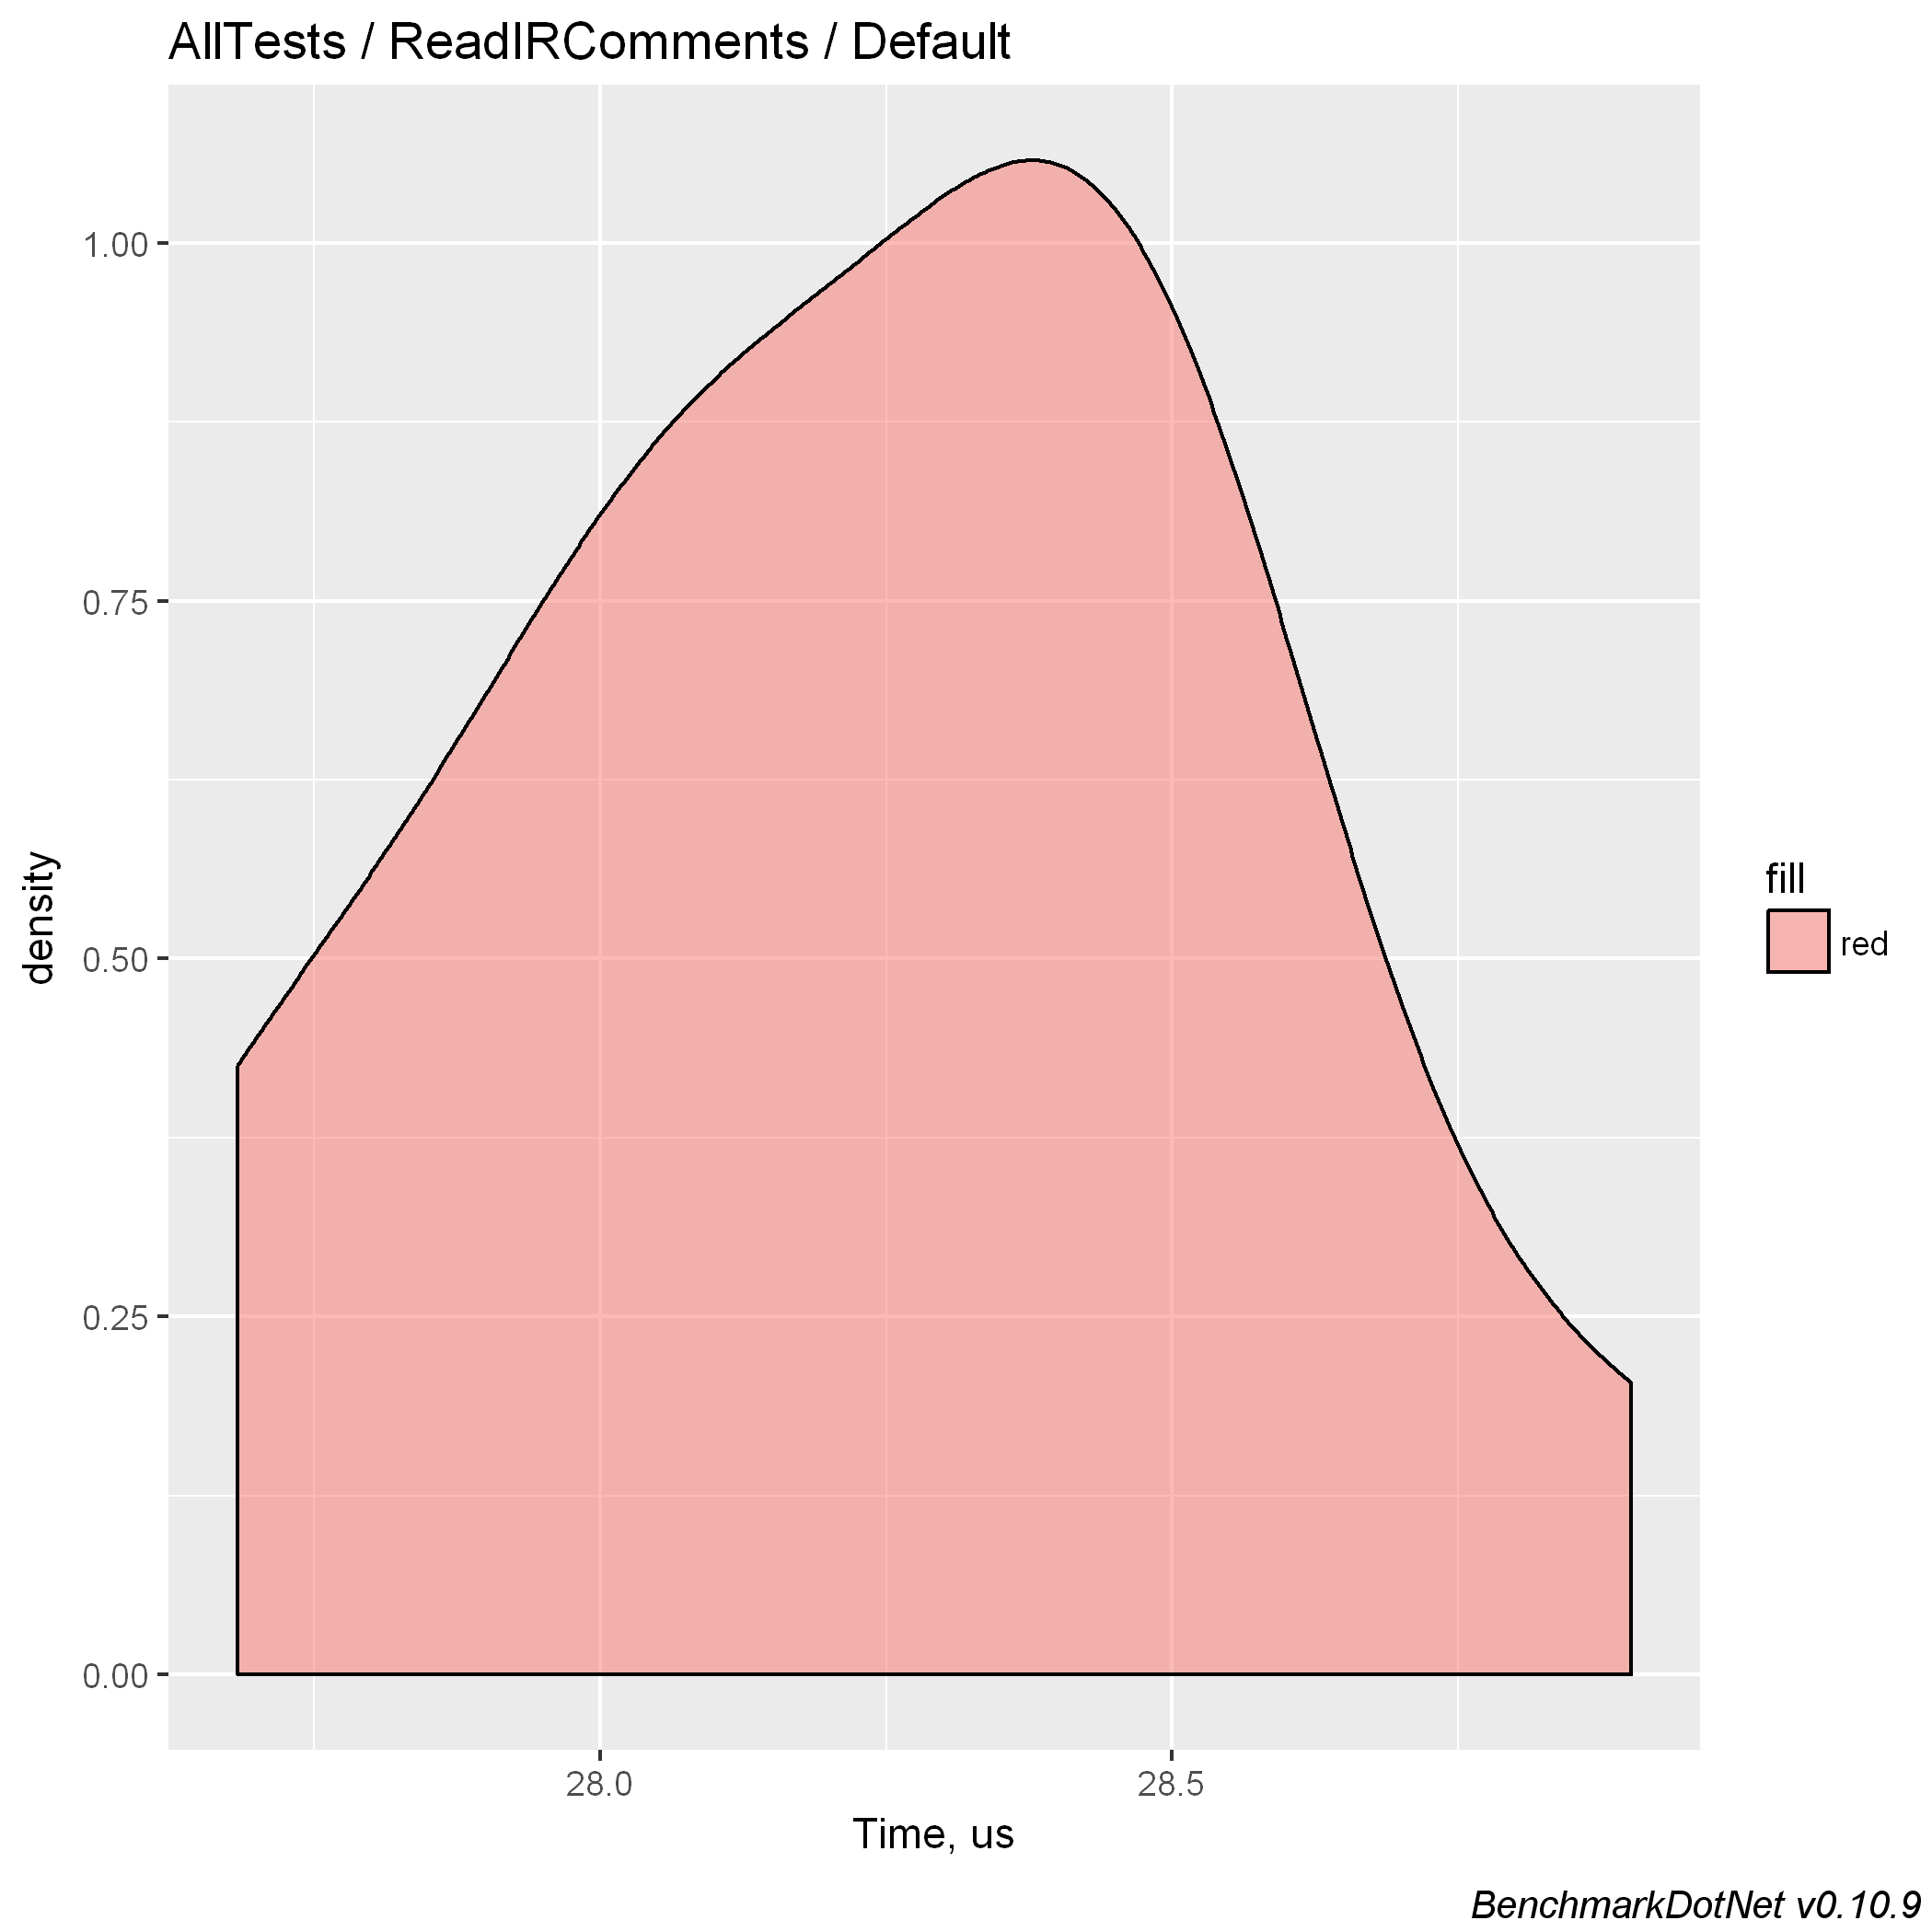 AllTests / ReadIRComments / Default
1.00
0.75
0.50
0.25
0.00
density
28.0
28.5
Time, us
fill
red
BenchmarkDotNet v0.10.9